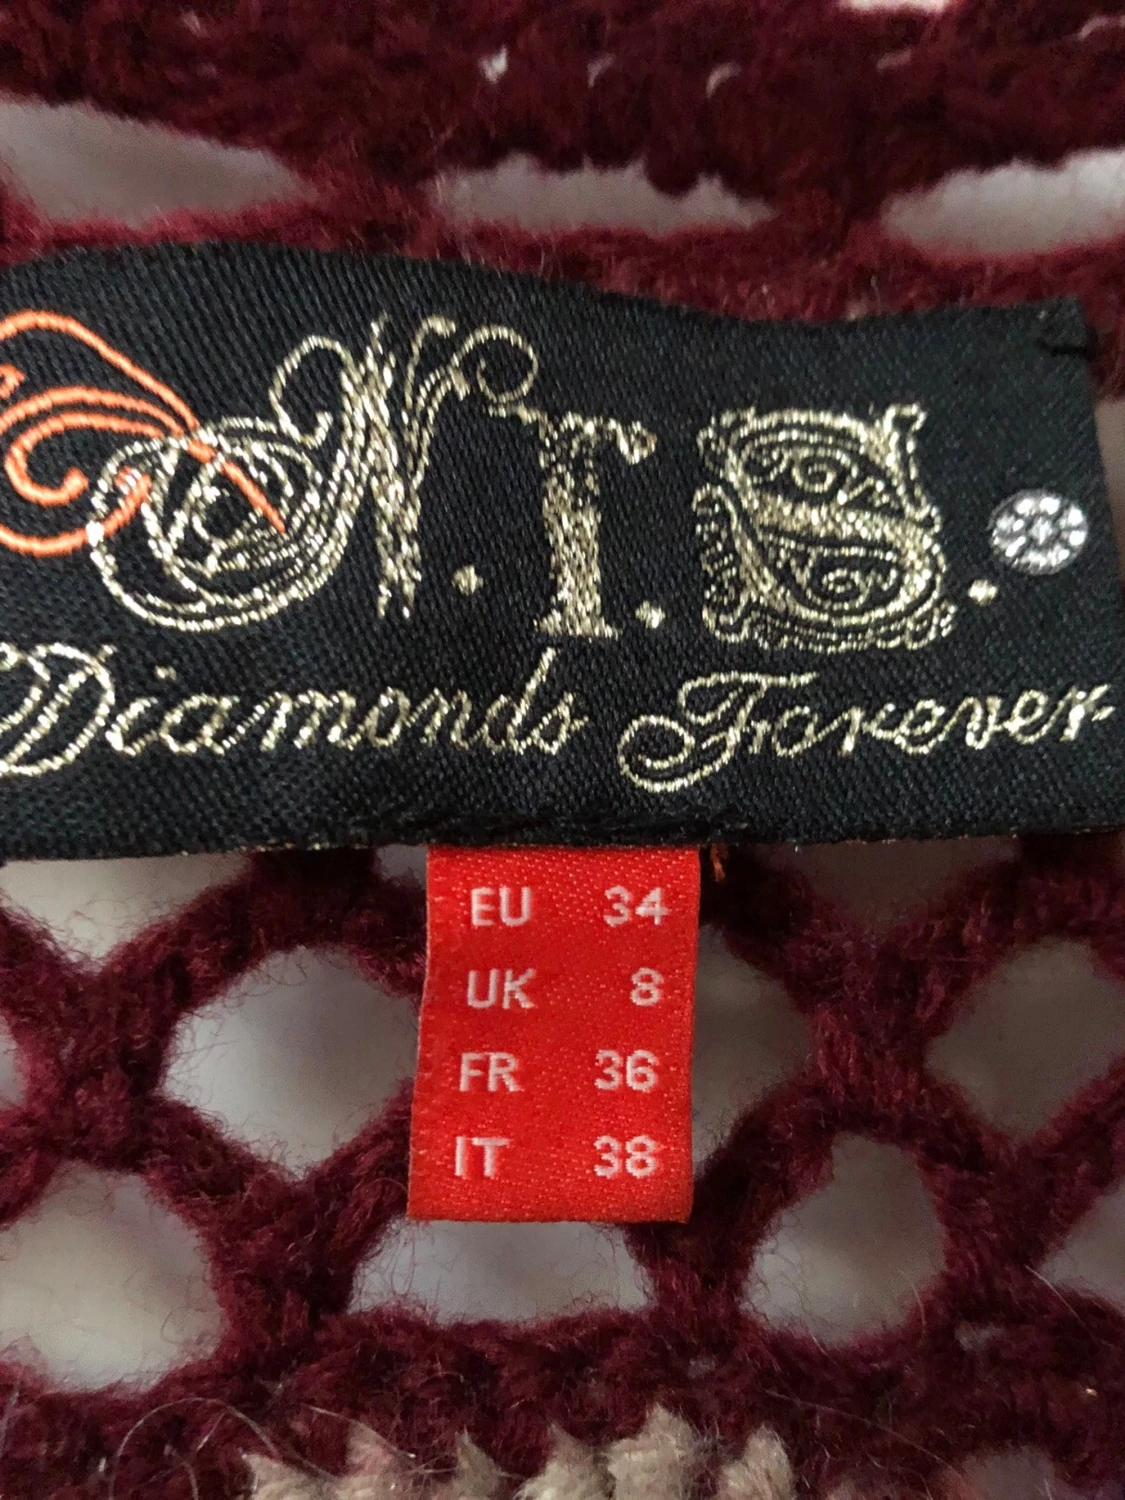 N.T.S.
Diamonds Forever
EU 34
UK 8
FR 36
IT 38